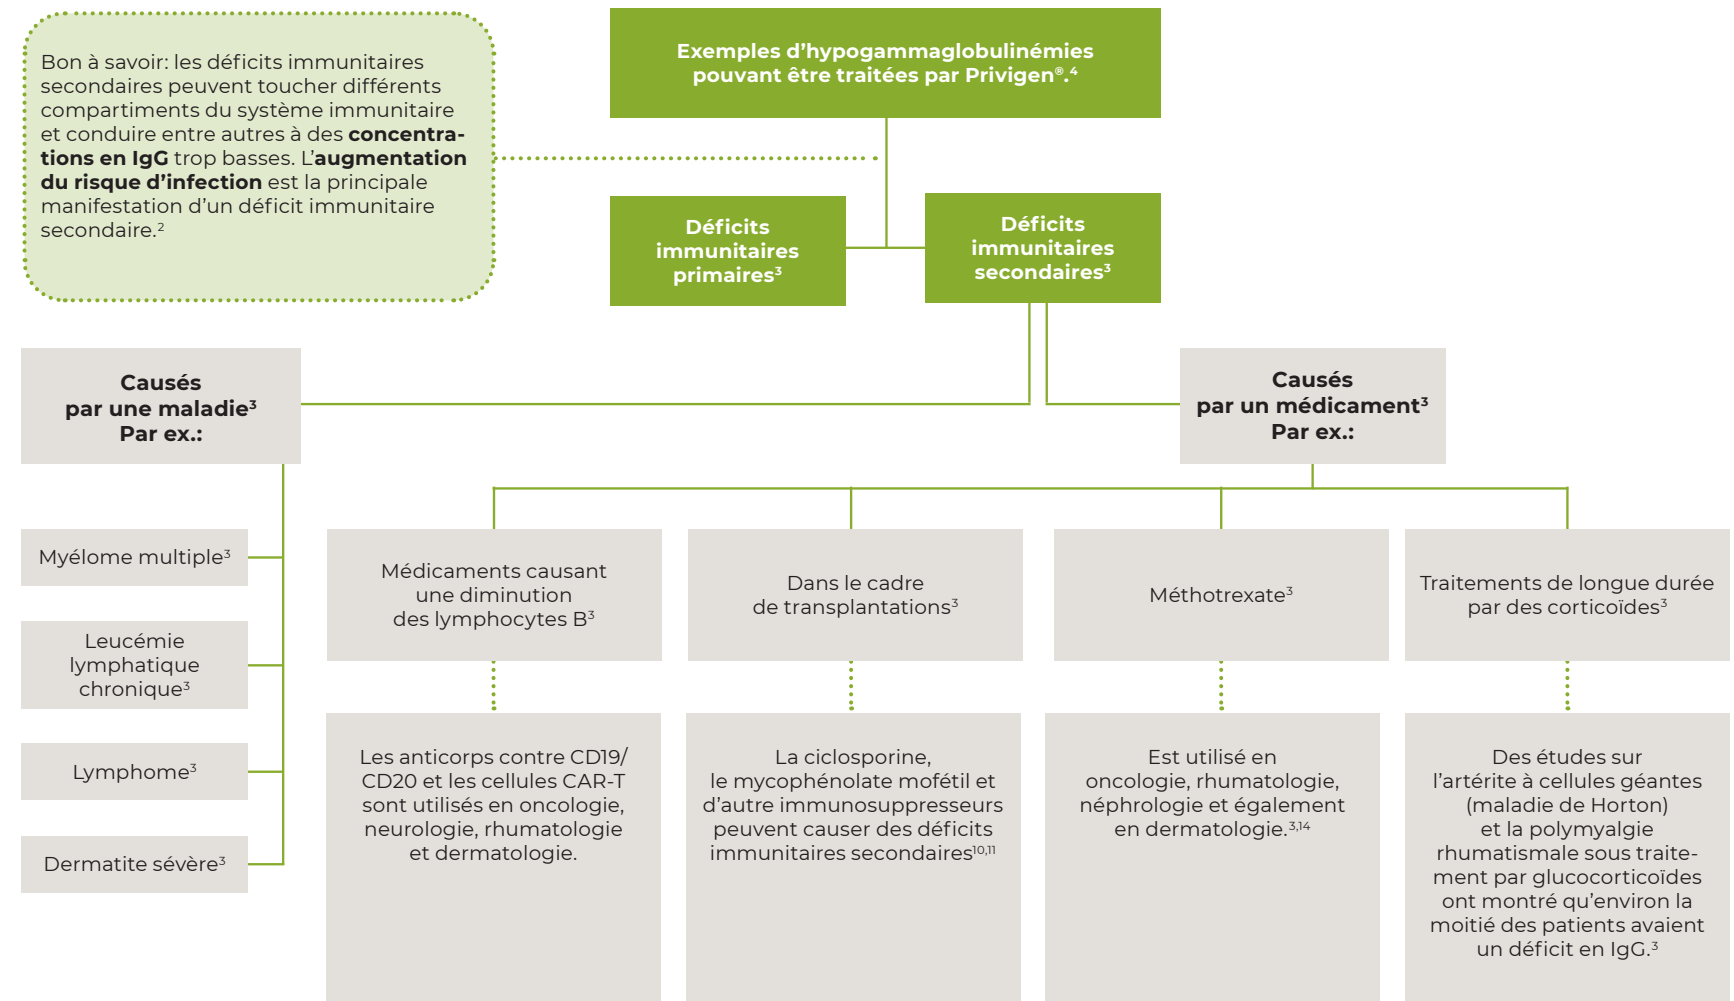 Bon à savoir: les déficits immunitaires
secondaires peuvent toucher différents
compartiments du système immunitaire
et conduire entre autres à des concentra-
tions en IgG trop basses. L’augmentation
du risque d’infection est la principale
manifestation d’un déficit immunitaire
secondaire.²
Exemples d’hypogammaglobulinémies
pouvant être traitées par Privigen®.⁴
Déficits
immunitaires
primaires³
Déficits
immunitaires
secondaires³
Causés
par une maladie³
Par ex.:
Causés
par un médicament³
Par ex.:
Myélome multiple³
Leucémie
lymphatique
chronique³
Lymphome³
Dermatite sévère³
Médicaments causant
une diminution
des lymphocytes B³
Dans le cadre
de transplantations³
Méthotrexate³
Traitements de longue durée
par des corticoïdes³
Les anticorps contre CD19/
CD20 et les cellules CAR-T
sont utilisés en oncologie,
neurologie, rhumatologie
et dermatologie.
La ciclosporine,
le mycophénolate mofétil et
d’autre immunosuppresseurs
peuvent causer des déficits
immunitaires secondaires¹⁰,¹¹
Est utilisé en
oncologie, rhumatologie,
néphrologie et également
en dermatologie.³,¹⁴
Des études sur
l’artérite à cellules géantes
(maladie de Horton)
et la polymyalgie
rhumatismale sous traite-
ment par glucocorticoïdes
ont montré qu’environ la
moitié des patients avaient
un déficit en IgG.³